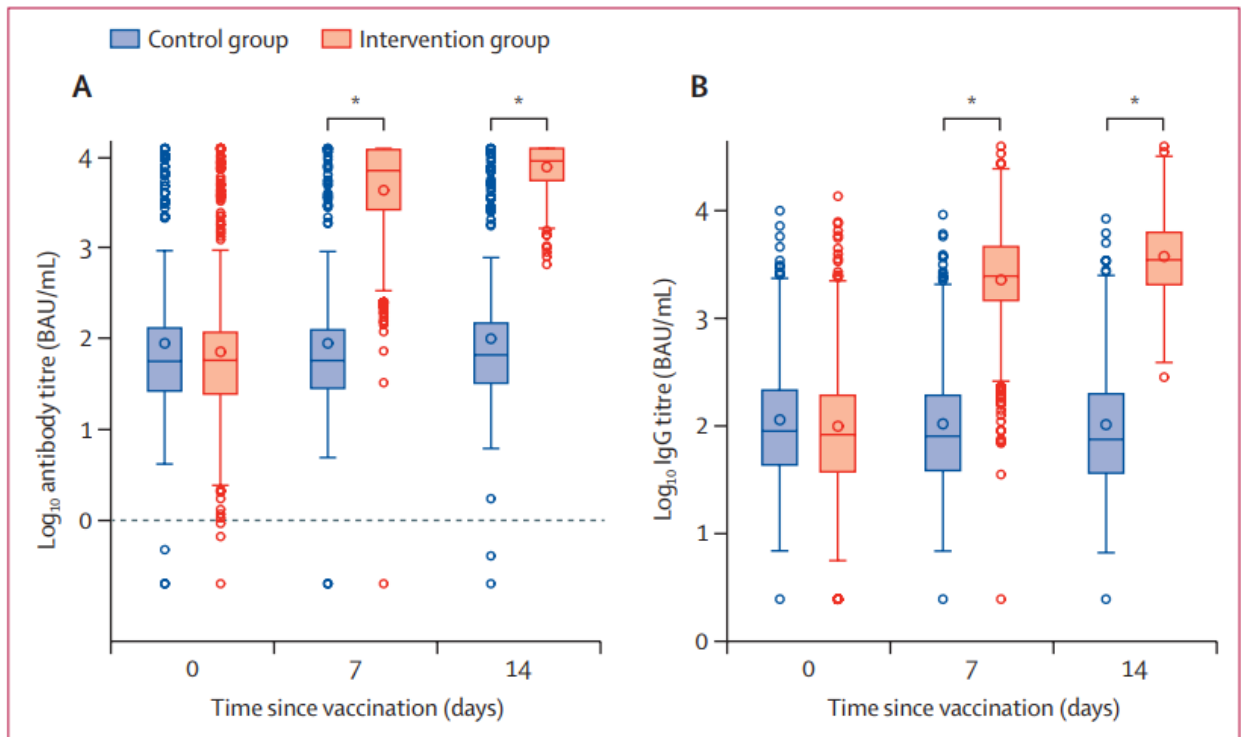 Control group Intervention group
A
B
* *
* *
Log₁₀ antibody titre (BAU/mL)
4
3
2
1
0
0 7 14
Time since vaccination (days)
Log₁₀ IgG titre (BAU/mL)
4
3
2
1
0
0 7 14
Time since vaccination (days)